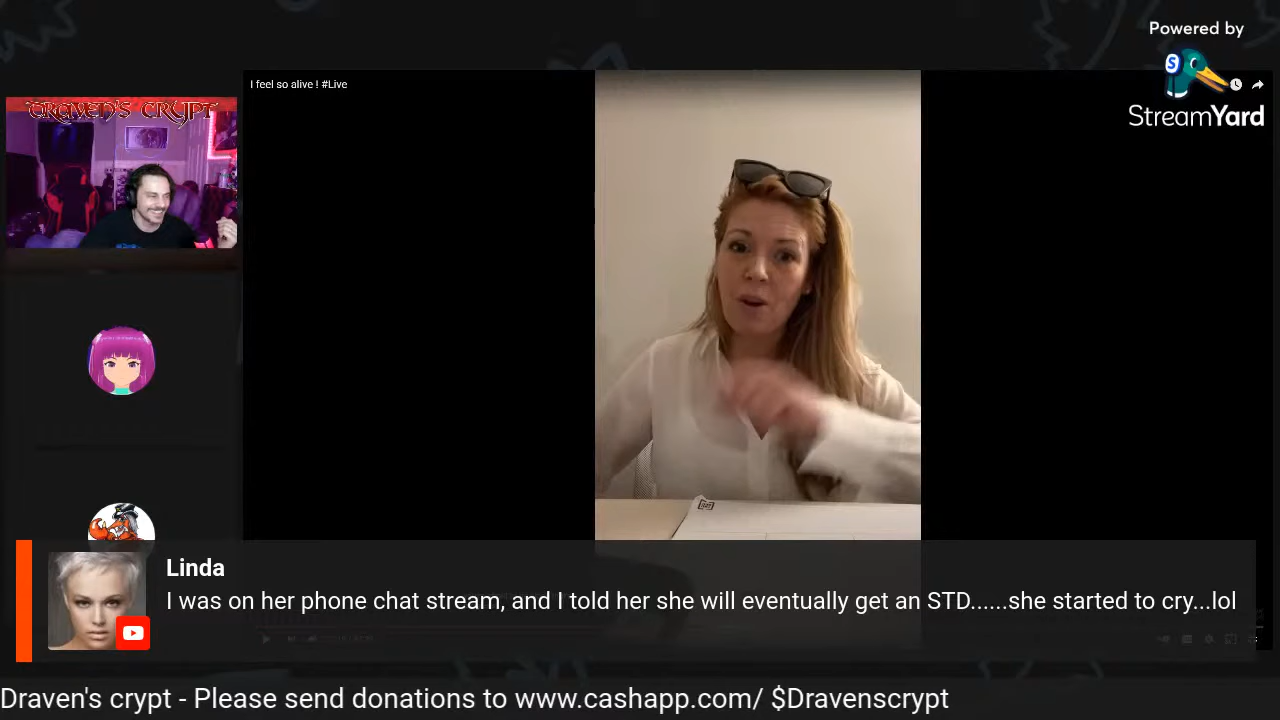 Powered by
StreamYard
I feel so alive ! #Live
DRAVEN'S CRYPT
Linda
I was on her phone chat stream, and I told her she will eventually get an STD......she started to cry...lol
Draven's crypt - Please send donations to www.cashapp.com/ $Dravenscrypt